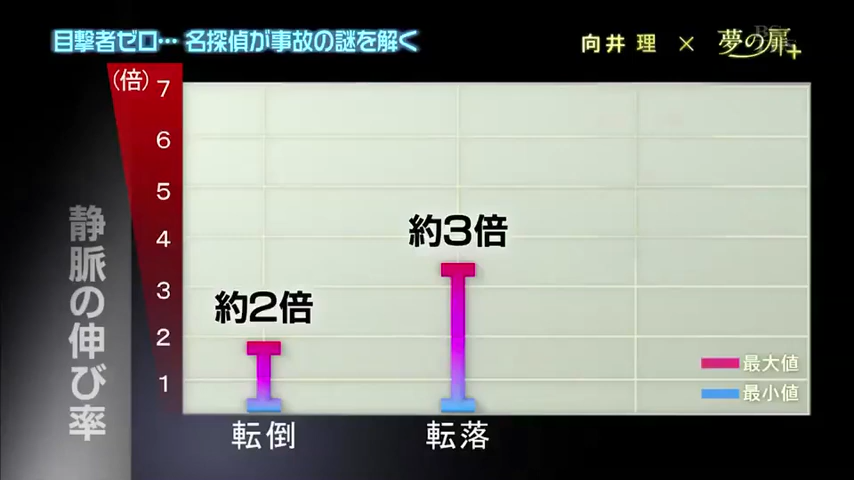 目撃者ゼロ… 名探偵が事故の謎を解く
向井 理 × 夢の扉+
(倍)
7
6
5
4
3
2
1
静脈の伸び率
約2倍
約3倍
転倒
転落
最大値
最小値